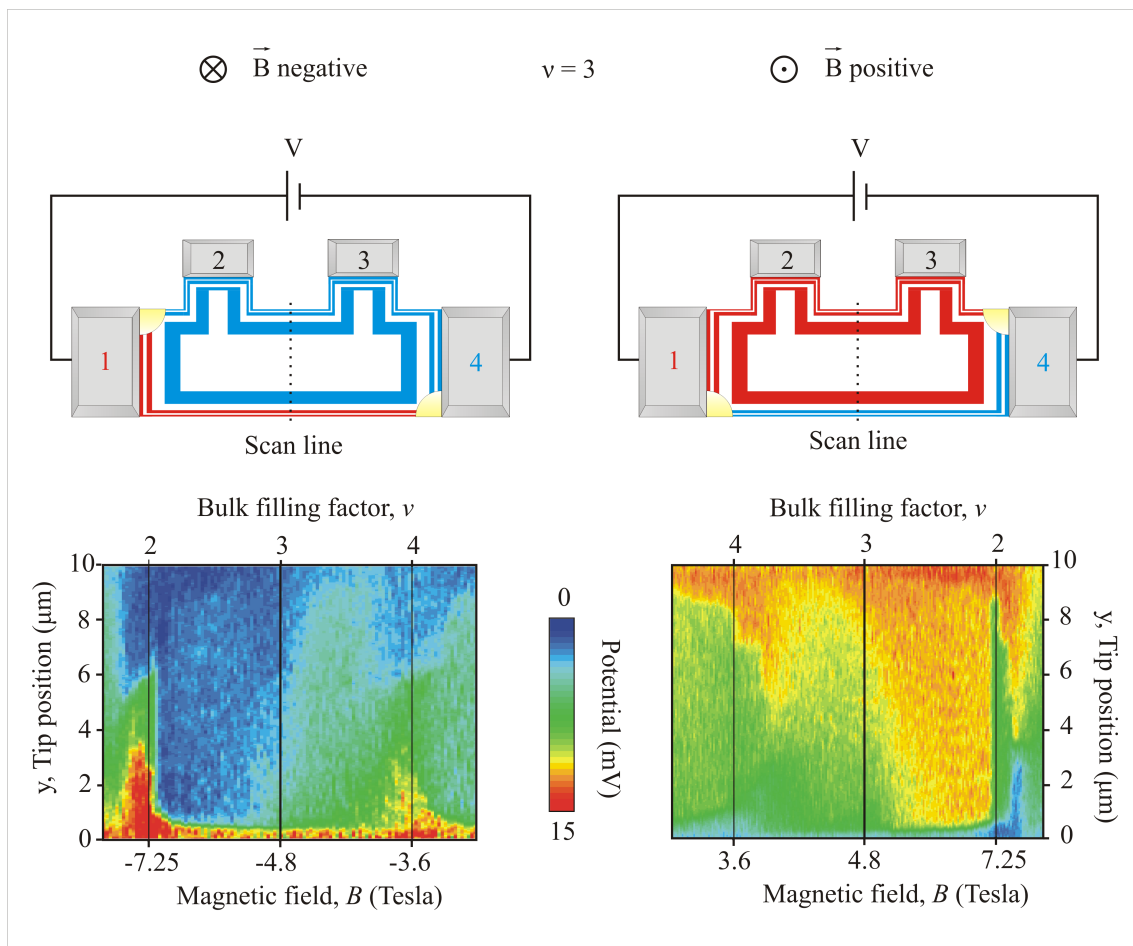 ⊗ B⃗ negative ν = 3 ⊙ B⃗ positive
V V
2 3 2 3
1 4 1 4
Scan line Scan line
Bulk filling factor, ν Bulk filling factor, ν
2 3 4 4 3 2
y, Tip position (μm)
10
8
6
4
2
0
-7.25 -4.8 -3.6
Magnetic field, B (Tesla)
0
Potential (mV)
15
10
8
6
4
2
0
y, Tip position (μm)
3.6 4.8 7.25
Magnetic field, B (Tesla)